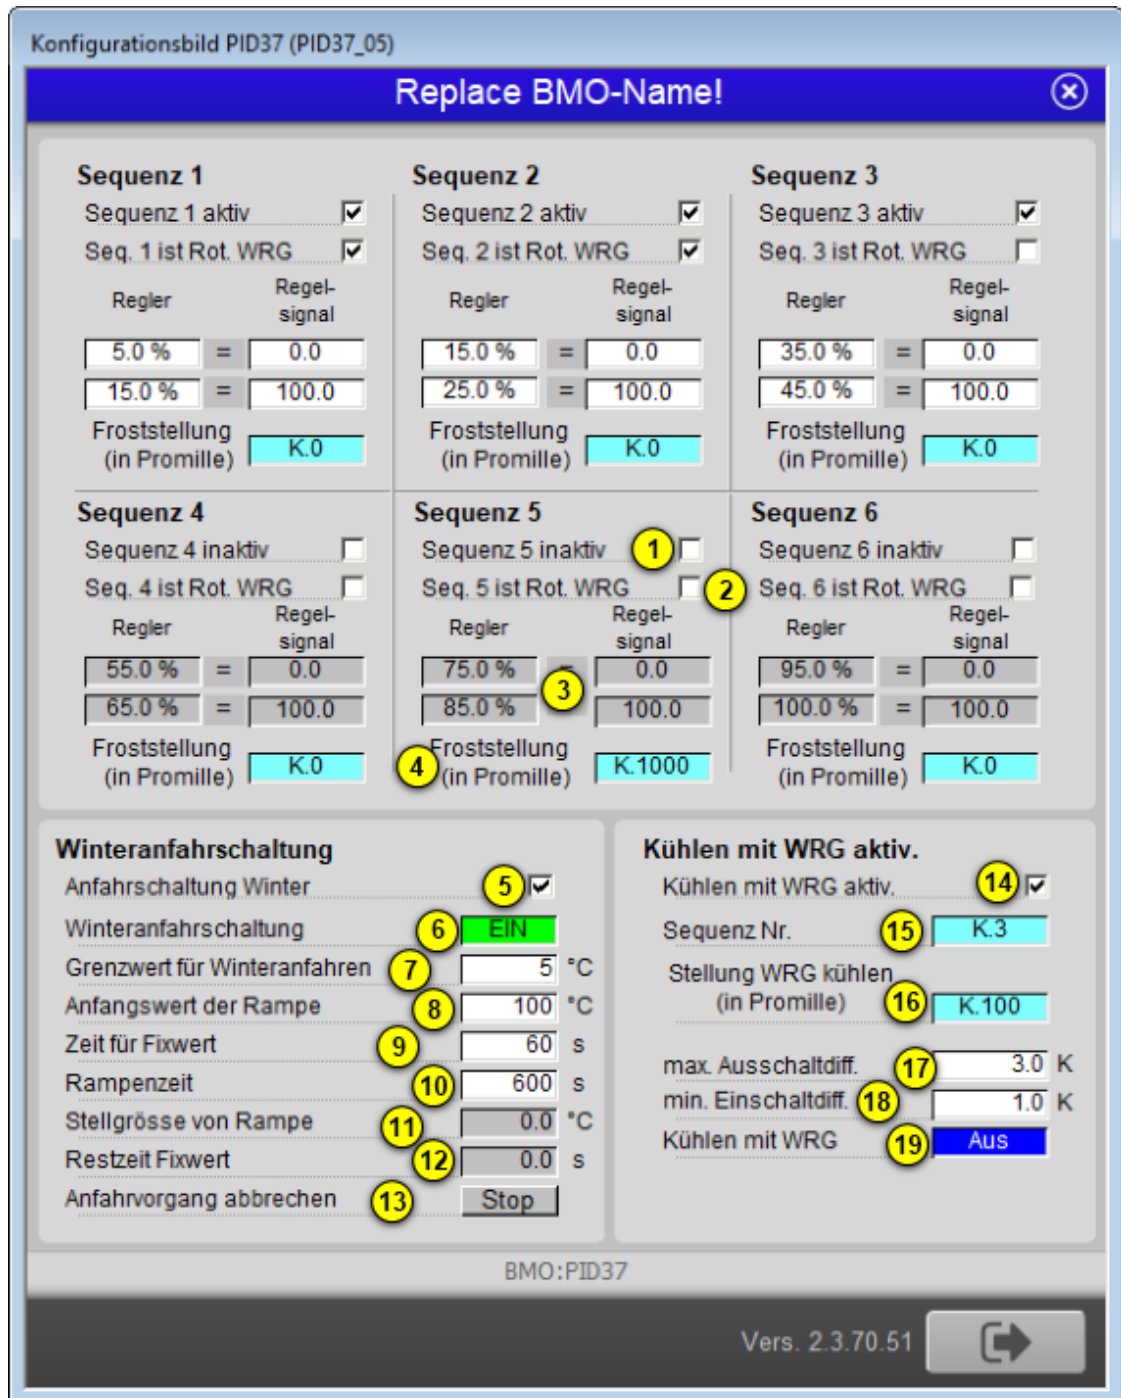 Konfigurationsbild PID37 (PID37_05)
Replace BMO-Name!
Sequenz 1 Sequenz 2 Sequenz 3
Sequenz 1 aktiv Sequenz 2 aktiv Sequenz 3 aktiv
Seq. 1 ist Rot. WRG Seq. 2 ist Rot. WRG Seq. 3 ist Rot. WRG
Regler Regel-signal Regler Regel-signal Regler Regel-signal
5.0 % = 0.0 15.0 % = 0.0 35.0 % = 0.0
15.0 % = 100.0 25.0 % = 100.0 45.0 % = 100.0
Froststellung Froststellung Froststellung
(in Promille) K.0 (in Promille) K.0 (in Promille) K.0
Sequenz 4 Sequenz 5 Sequenz 6
Sequenz 4 inaktiv Sequenz 5 inaktiv 1 Sequenz 6 inaktiv
Seq. 4 ist Rot. WRG Seq. 5 ist Rot. WRG 2 Seq. 6 ist Rot. WRG
Regler Regel-signal Regler Regel-signal Regler Regel-signal
55.0 % = 0.0 75.0 % = 0.0 95.0 % = 0.0
65.0 % = 100.0 85.0 % 3 100.0 100.0 % = 100.0
Froststellung Froststellung Froststellung
(in Promille) K.0 4 (in Promille) K.1000 (in Promille) K.0
Winteranfahrschaltung
Anfahrschaltung Winter 5
Winteranfahrschaltung 6 EIN
Grenzwert für Winteranfahren 7 5 °C
Anfangswert der Rampe 8 100 °C
Zeit für Fixwert 9 60 s
Rampenzeit 10 600 s
Stellgrösse von Rampe 11 0.0 °C
Restzeit Fixwert 12 0.0 s
Anfahrvorgang abbrechen 13 Stop
Kühlen mit WRG aktiv.
Kühlen mit WRG aktiv. 14
Sequenz Nr. 15 K.3
Stellung WRG kühlen
(in Promille) 16 K.100
max. Ausschaltdiff. 17 3.0 K
min. Einschaltdiff. 18 1.0 K
Kühlen mit WRG 19 Aus
BMO:PID37
Vers. 2.3.70.51